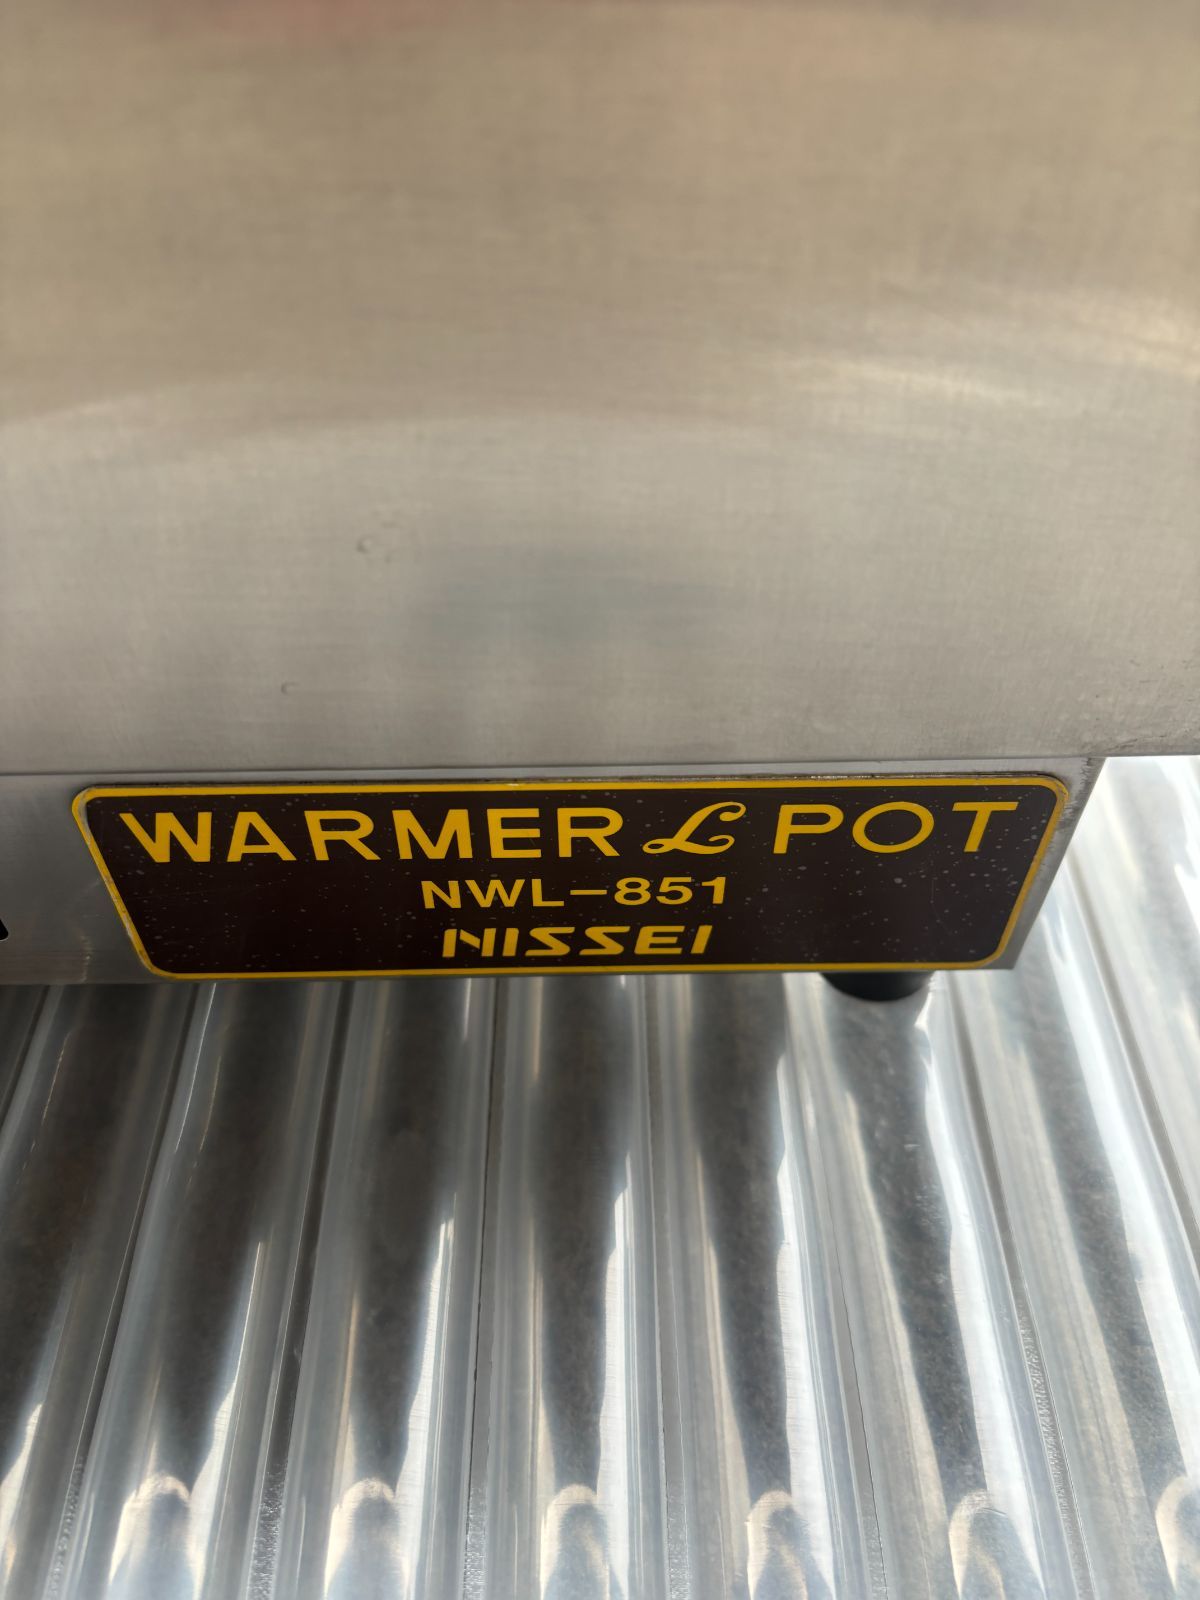 WARMER L POT
NWL-851
NISSEI